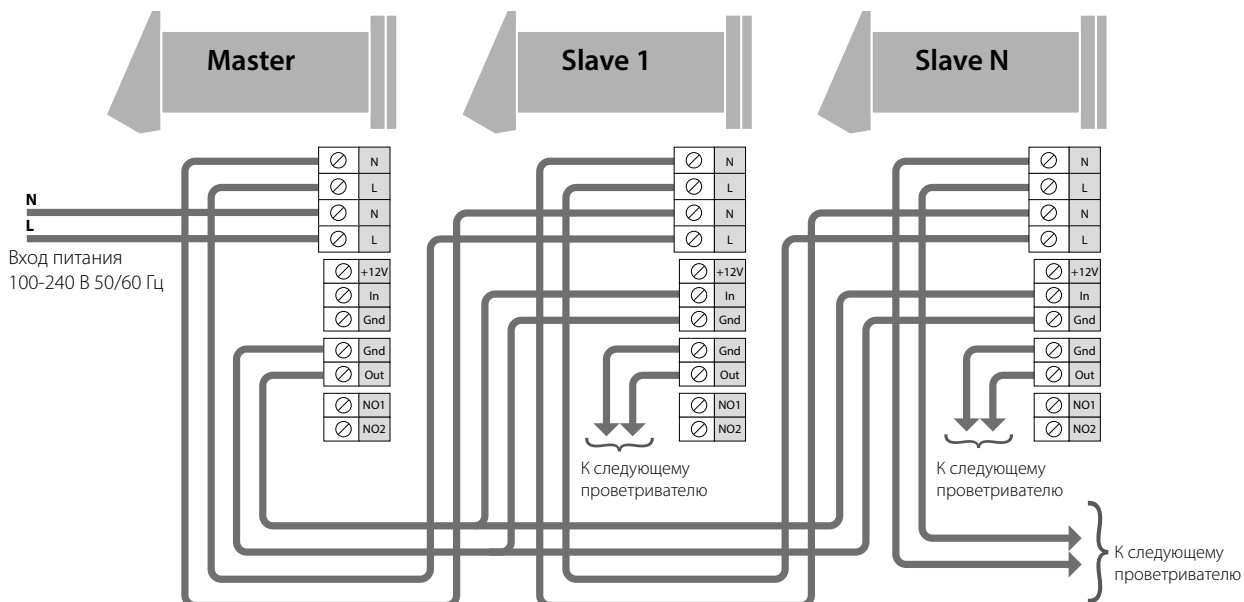 Master
Slave 1
Slave N
N
L
Вход питания
100-240 В 50/60 Гц
N
L
N
L
+12V
In
Gnd
Gnd
Out
NO1
NO2
N
L
N
L
+12V
In
Gnd
Gnd
Out
NO1
NO2
К следующему
проветривателю
N
L
N
L
+12V
In
Gnd
Gnd
Out
NO1
NO2
К следующему
проветривателю
К следующему
проветривателю